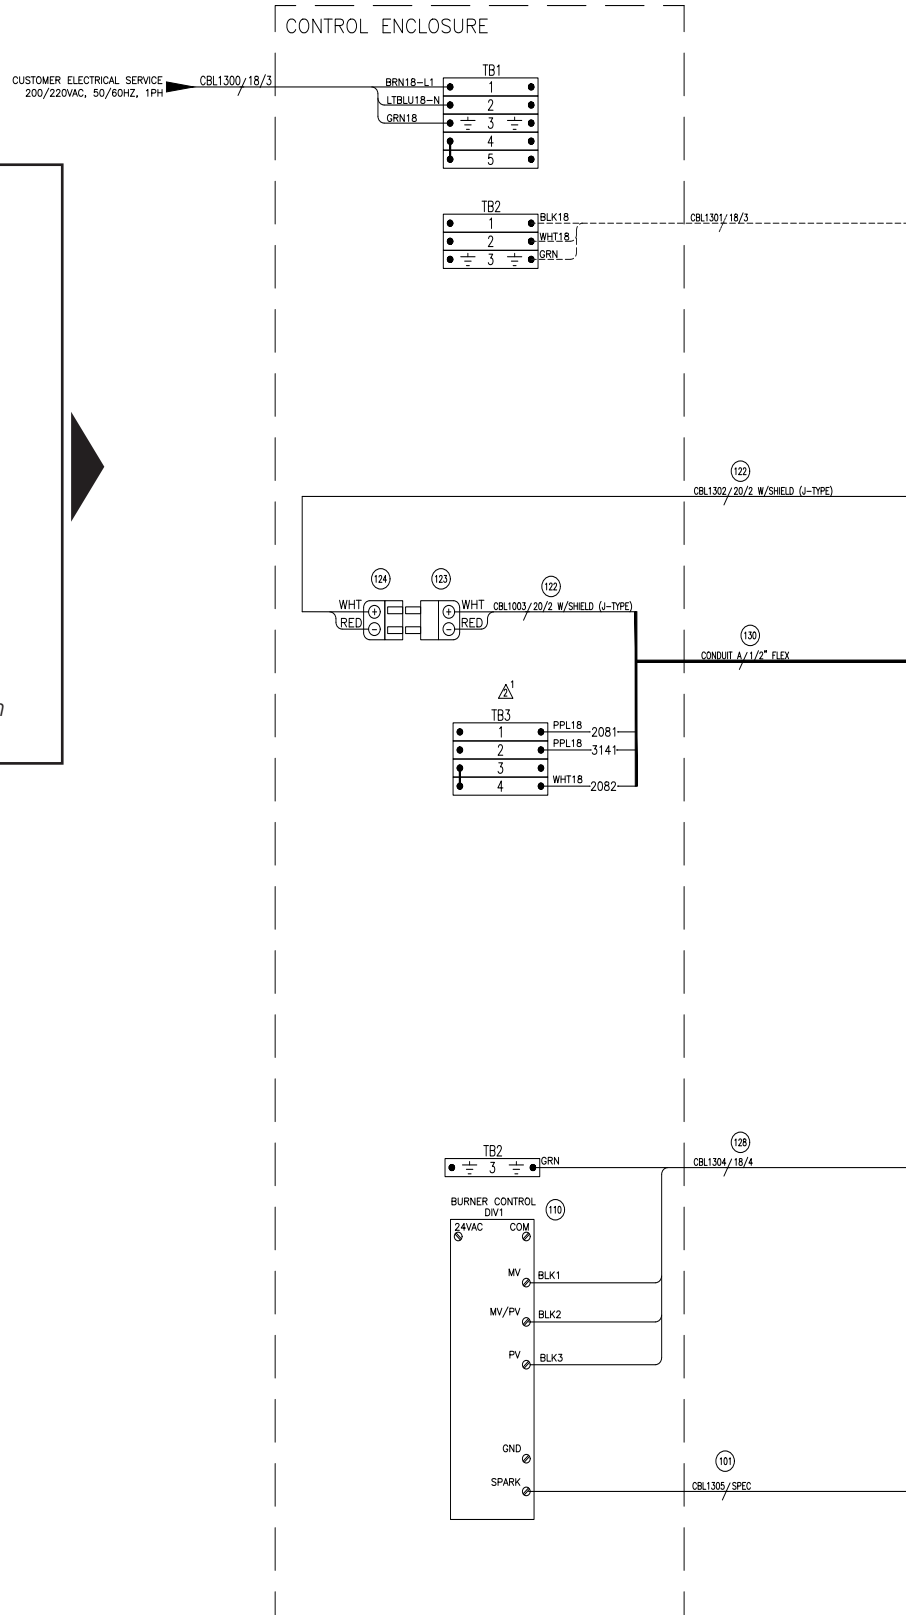 CONTROL ENCLOSURE
CUSTOMER ELECTRICAL SERVICE
200/220VAC, 50/60HZ, 1PH
CBL1300/18/3
TB1
BRN18-L1 1
LTBLU18-N 2
GRN18 3
4
5
TB2
1 BLK18
2 WHT18
3 GRN
CBL1301/18/3
122
CBL1302/20/2 W/SHIELD (J-TYPE)
124
123
122
WHT + + WHT
RED - - RED
CBL1003/20/2 W/SHIELD (J-TYPE)
130
CONDUIT A/1/2" FLEX
2 1
TB3
1 PPL18 2081
2 PPL18 3141
3
4 WHT18 2082
n
TB2
3 GRN
128
CBL1304/18/4
BURNER CONTROL
DIV1
110
24VAC COM
MV BLK1
MV/PV BLK2
PV BLK3
GND
SPARK
101
CBL1305/SPEC